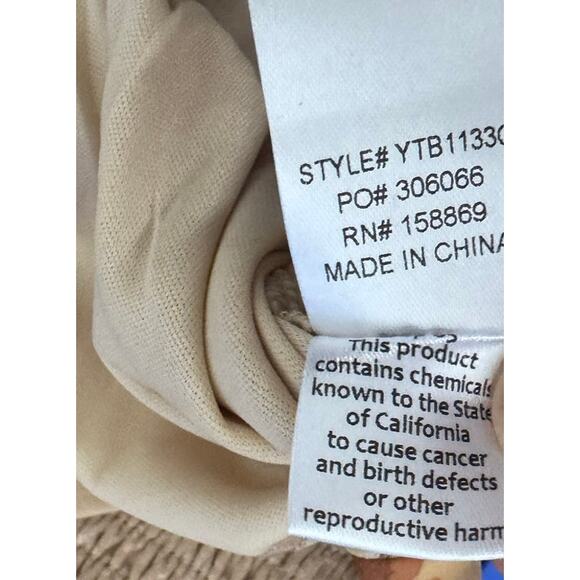 STYLE# YTB1133
PO# 306066
RN# 158869
MADE IN CHINA
This product
contains chemicals
known to the State
of California
to cause cancer
and birth defects
or other
reproductive harm